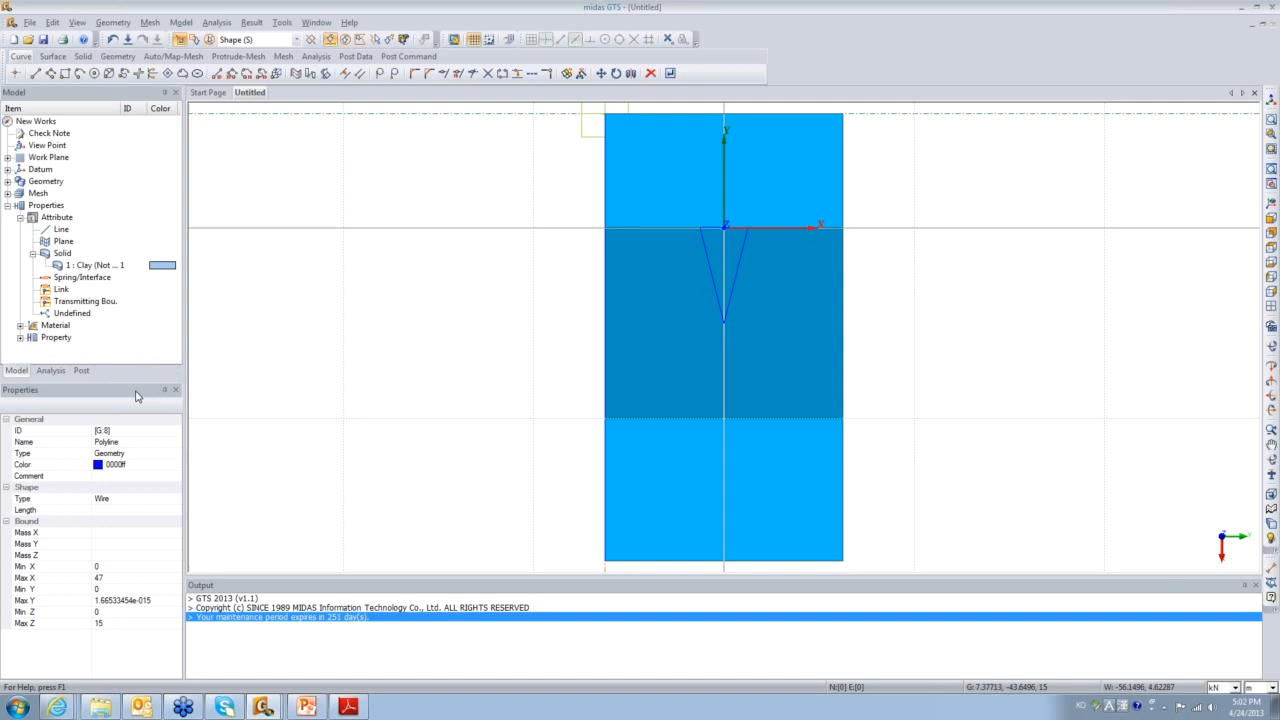 midas GTS - [Untitled]
File Edit View Geometry Mesh Model Analysis Result Tools Window Help
Shape (S)
Curve Surface Solid Geometry Auto/Map-Mesh Protrude-Mesh Mesh Analysis Post Data Post Command
Model
Start Page Untitled
Item ID Color
New Works
Check Note
View Point
Work Plane
Datum
Geometry
Mesh
Properties
Attribute
Line
Plane
Solid
1 : Clay (Not ... 1
Spring/Interface
Link
Transmitting Bou.
Undefined
Material
Property
Y
Z
X
Model Analysis Post
Properties
General
ID [G:8]
Name Polyline
Type Geometry
Color 0000ff
Comment
Shape
Type Wire
Length
Bound
Mass X
Mass Y
Mass Z
Min X 0
Max X 47
Min Y 0
Max Y 1.66533454e-015
Min Z 0
Max Z 15
Output
> GTS 2013 (v1.1)
> Copyright (c) SINCE 1989 MIDAS Information Technology Co., Ltd. ALL RIGHTS RESERVED
> Your maintenance period expires in 251 day(s).
For Help, press F1
N:[0] E:[0]
G: 7.37713, -43.6496, 15
W: -56.1496, 4.62287
kN
m
KO
5:02 PM
4/24/2013